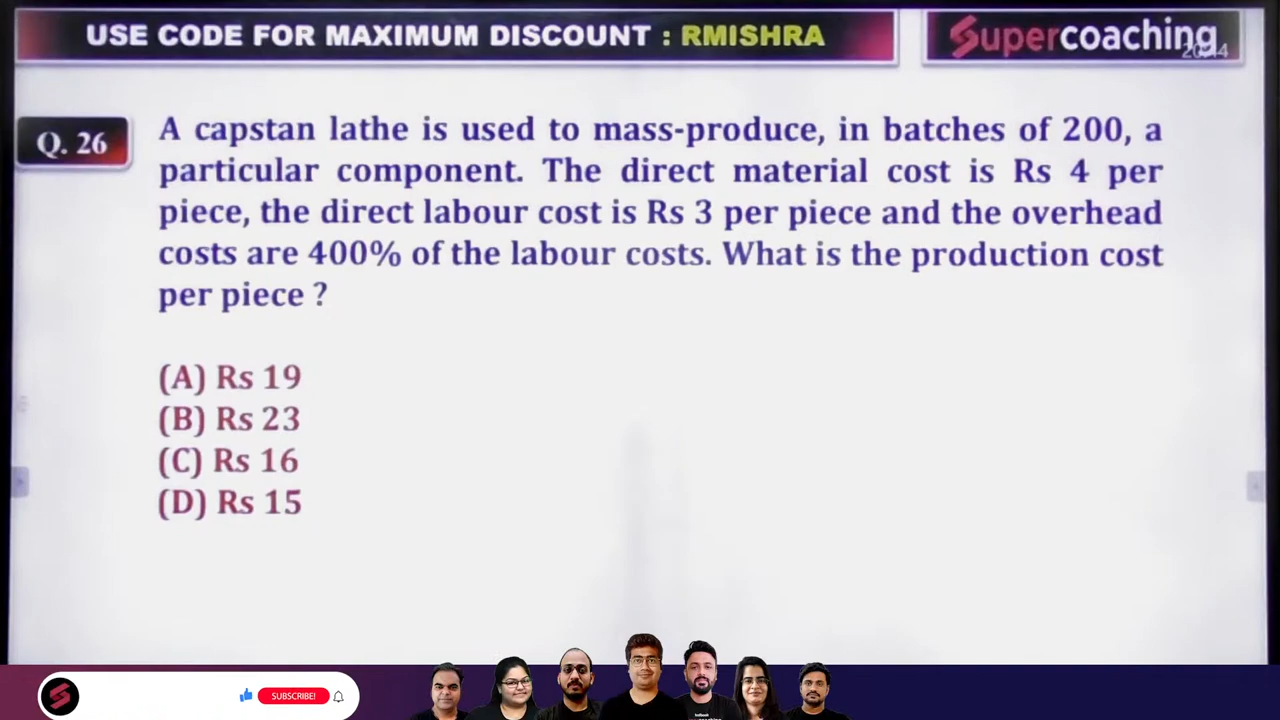 USE CODE FOR MAXIMUM DISCOUNT : RMISHRA
Supercoaching
Q. 26
A capstan lathe is used to mass-produce, in batches of 200, a
particular component. The direct material cost is Rs 4 per
piece, the direct labour cost is Rs 3 per piece and the overhead
costs are 400% of the labour costs. What is the production cost
per piece ?
(A) Rs 19
(B) Rs 23
(C) Rs 16
(D) Rs 15
SUBSCRIBE!